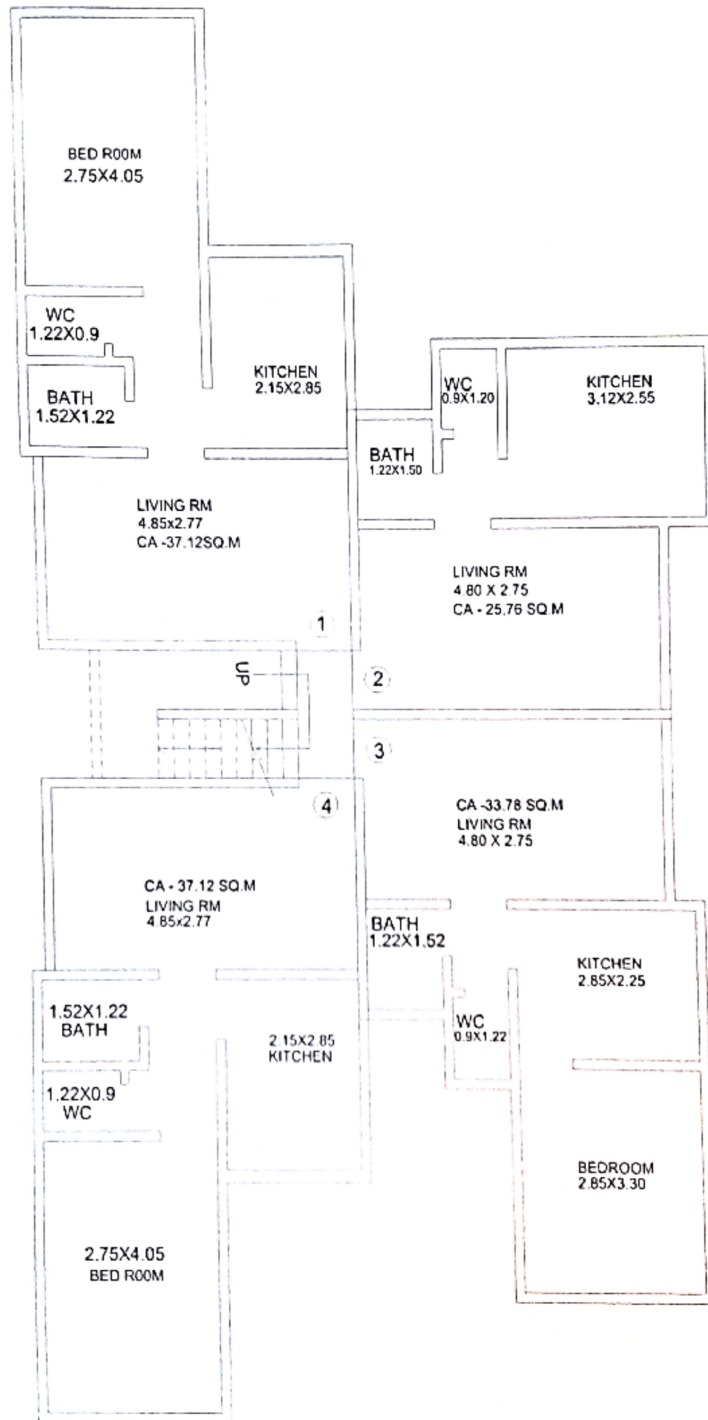 BED R00M
2.75X4.05
WC
1.22X0.9
BATH
1.52X1.22
KITCHEN
2.15X2.85
LIVING RM
4.85x2.77
CA -37.12SQ.M
1
WC
0.9X1.20
KITCHEN
3.12X2.55
BATH
1.22X1.50
LIVING RM
4.80 X 2.75
CA - 25.76 SQ.M
2
UP
3
CA -33.78 SQ.M
LIVING RM
4.80 X 2.75
4
CA - 37.12 SQ.M
LIVING RM
4.85x2.77
BATH
1.22X1.52
KITCHEN
2.85X2.25
WC
0.9X1.22
1.52X1.22
BATH
2.15X2.85
KITCHEN
1.22X0.9
WC
BEDROOM
2.85X3.30
2.75X4.05
BED R00M